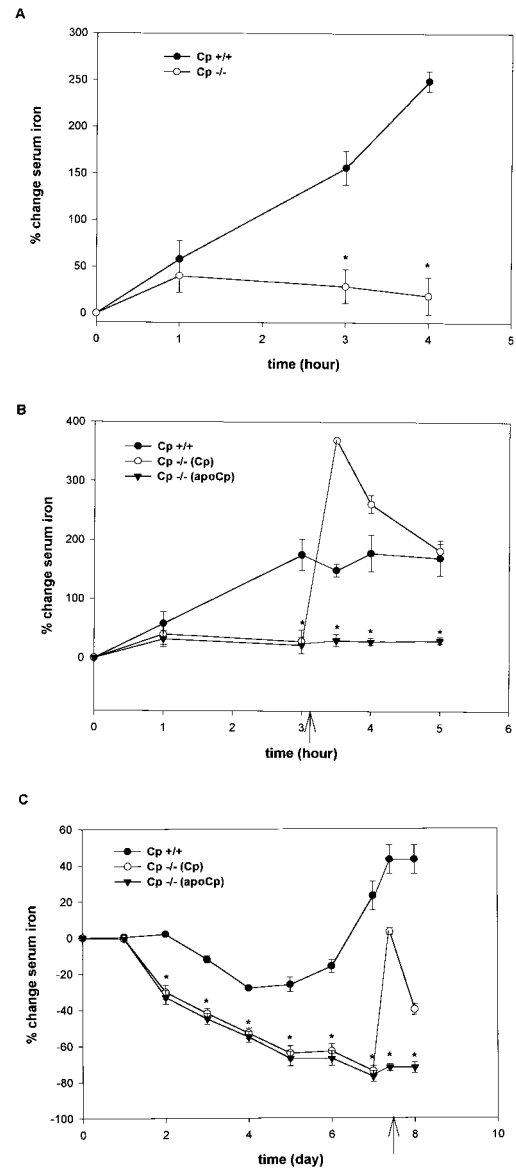 A
300
250
200
150
100
50
0
% change serum iron
Cp +/+
Cp -/-
*
*
0 1 2 3 4 5
time (hour)
B
400
300
200
100
0
% change serum iron
Cp +/+
Cp -/- (Cp)
Cp -/- (apoCp)
* * * *
0 1 2 3 4 5 6
time (hour)
C
60
40
20
0
-20
-40
-60
-80
-100
% change serum iron
Cp +/+
Cp -/- (Cp)
Cp -/- (apoCp)
* * * * * * * *
0 2 4 6 8 10
time (day)